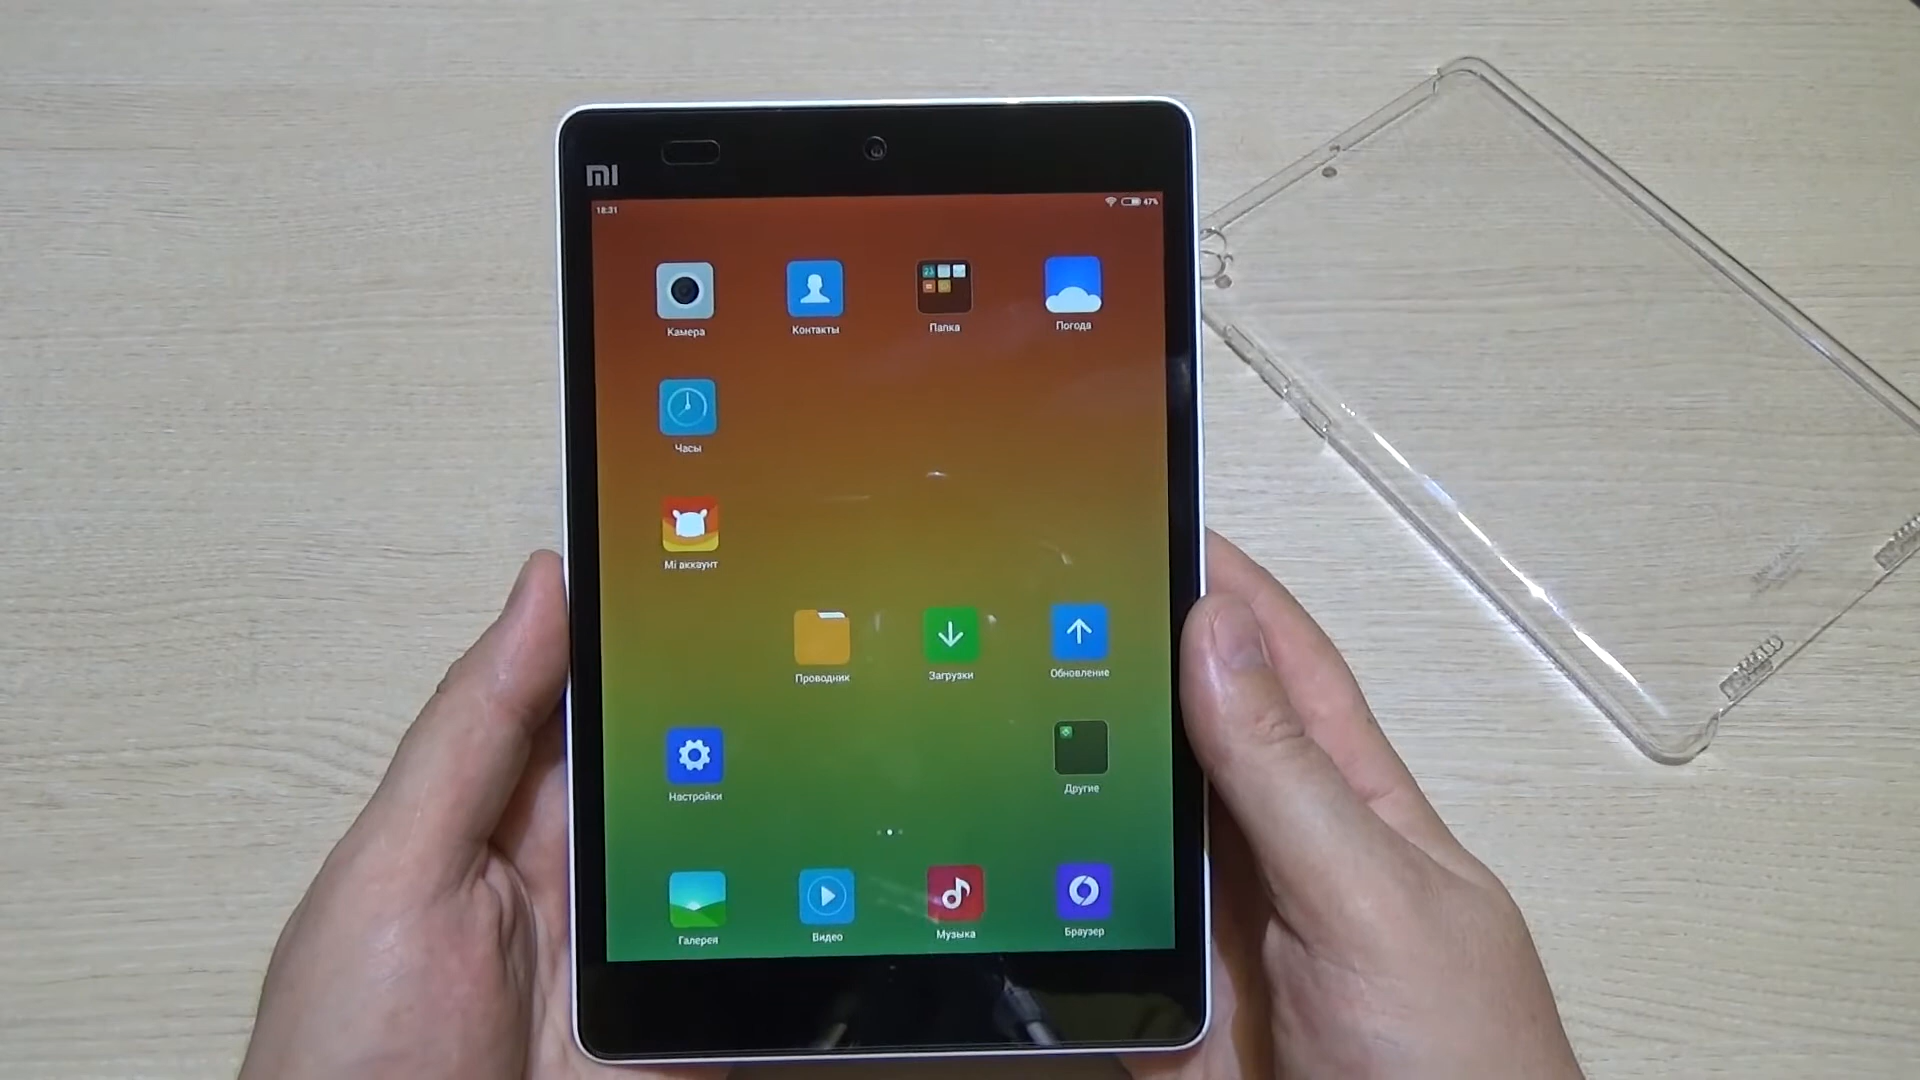 mi
18:31
47%
Камера
Контакты
Папка
Погода
Часы
Mi аккаунт
Проводник
Загрузки
Обновление
Настройки
Другие
Галерея
Видео
Музыка
Браузер